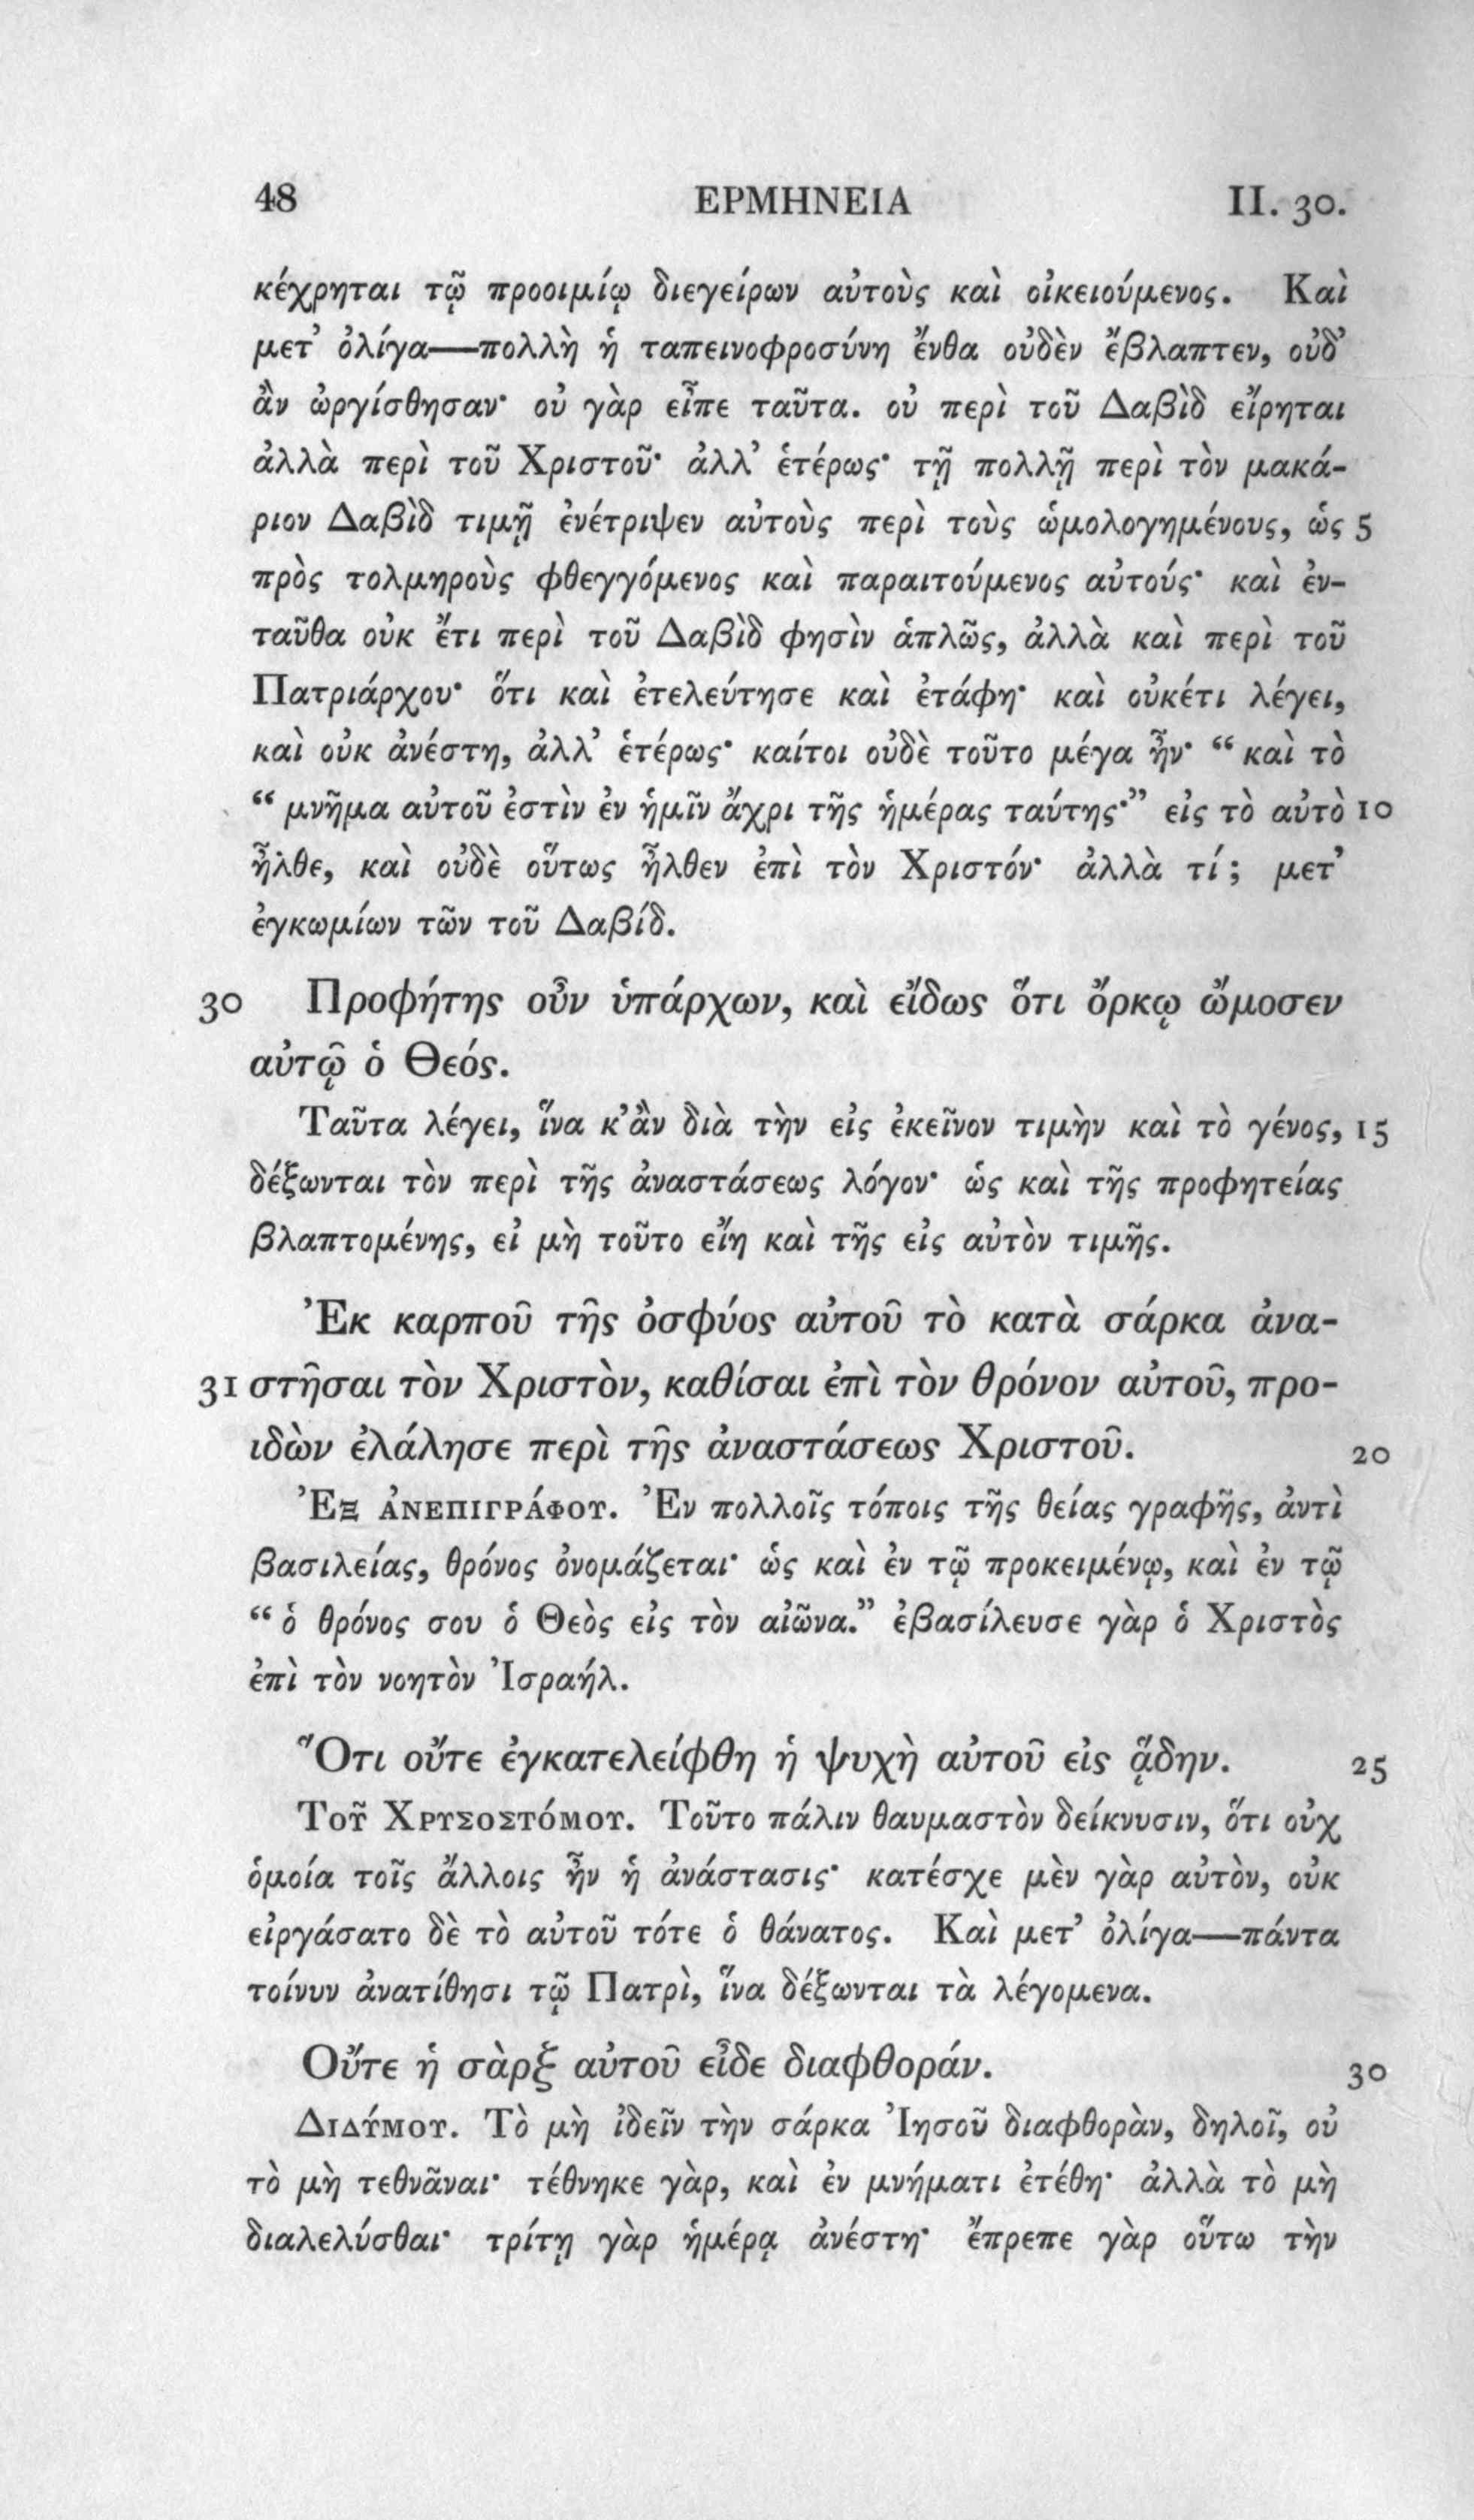 48 ΕΡΜΗΝΕΙΑ II. 30.
κέχρηται τῷ προοιμίῳ διεγείρων αὐτοὺς καὶ οἰκειούμενος. Καὶ
μετ’ ὀλίγα—πολλὴ ἡ ταπεινοφροσύνη ἔνθα οὐδὲν ἔβλαπτεν, οὐδ’
ἂν ὠργίσθησαν· οὐ γὰρ εἶπε ταῦτα. οὐ περὶ τοῦ Δαβὶδ εἴρηται
ἀλλὰ περὶ τοῦ Χριστοῦ· ἀλλ’ ἑτέρως· τῇ πολλῇ περὶ τὸν μακά-
ριον Δαβὶδ τιμῇ ἐνέτριψεν αὐτοὺς περὶ τοὺς ὡμολογημένους, ὡς 5
πρὸς τολμηροὺς φθεγγόμενος καὶ παραιτούμενος αὐτούς· καὶ ἐν-
ταῦθα οὐκ ἔτι περὶ τοῦ Δαβὶδ φησὶν ἁπλῶς, ἀλλὰ καὶ περὶ τοῦ
Πατριάρχου· ὅτι καὶ ἐτελεύτησε καὶ ἐτάφη· καὶ οὐκέτι λέγει,
καὶ οὐκ ἀνέστη, ἀλλ’ ἑτέρως· καίτοι οὐδὲ τοῦτο μέγα ἦν· “ καὶ τὸ
“ μνῆμα αὐτοῦ ἐστὶν ἐν ἡμῖν ἄχρι τῆς ἡμέρας ταύτης·” εἰς τὸ αὐτὸ 10
ἦλθε, καὶ οὐδὲ οὕτως ἦλθεν ἐπὶ τὸν Χριστόν· ἀλλὰ τί; μετ’
ἐγκωμίων τῶν τοῦ Δαβίδ.
30 Προφήτης οὖν ὑπάρχων, καὶ εἴδως ὅτι ὅρκῳ ὤμοσεν
αὐτῷ ὁ Θεός.
Ταῦτα λέγει, ἵνα κ’ἂν διὰ τὴν εἰς ἐκεῖνον τιμὴν καὶ τὸ γένος, 15
δέξωνται τὸν περὶ τῆς ἀναστάσεως λόγον· ὡς καὶ τῆς προφητείας
βλαπτομένης, εἰ μὴ τοῦτο εἴη καὶ τῆς εἰς αὐτὸν τιμῆς.
Ἐκ καρποῦ τῆς ὀσφύος αὐτοῦ τὸ κατὰ σάρκα ἀνα-
31 στῆσαι τὸν Χριστὸν, καθίσαι ἐπὶ τὸν θρόνον αὐτοῦ, προ-
ιδὼν ἐλάλησε περὶ τῆς ἀναστάσεως Χριστοῦ. 20
Ἐξ ἀνεπιγράφου. Ἐν πολλοῖς τόποις τῆς θείας γραφῆς, ἀντὶ
βασιλείας, θρόνος ὀνομάζεται· ὡς καὶ ἐν τῷ προκειμένῳ, καὶ ἐν τῷ
“ ὁ θρόνος σου ὁ Θεὸς εἰς τὸν αἰῶνα.” ἐβασίλευσε γὰρ ὁ Χριστὸς
ἐπὶ τὸν νοητὸν Ἰσραήλ.
Ὅτι οὔτε ἐγκατελείφθη ἡ ψυχὴ αὐτοῦ εἰς ᾅδην. 25
Τοῦ Χρυσοστόμου. Τοῦτο πάλιν θαυμαστὸν δείκνυσιν, ὅτι οὐχ
ὁμοία τοῖς ἄλλοις ἦν ἡ ἀνάστασις· κατέσχε μὲν γὰρ αὐτὸν, οὐκ
εἰργάσατο δὲ τὸ αὐτοῦ τότε ὁ θάνατος. Καὶ μετ’ ὀλίγα—πάντα
τοίνυν ἀνατίθησι τῷ Πατρὶ, ἵνα δέξωνται τὰ λέγομενα.
Οὔτε ἡ σὰρξ αὐτοῦ εἶδε διαφθοράν. 30
Διδύμου. Τὸ μὴ ἰδεῖν τὴν σάρκα Ἰησοῦ διαφθορὰν, δηλοῖ, οὐ
τὸ μὴ τεθνᾶναι· τέθνηκε γὰρ, καὶ ἐν μνήματι ἐτέθη· ἀλλὰ τὸ μὴ
διαλελύσθαι· τρίτῃ γὰρ ἡμέρᾳ ἀνέστη· ἔπρεπε γὰρ οὕτω τὴν